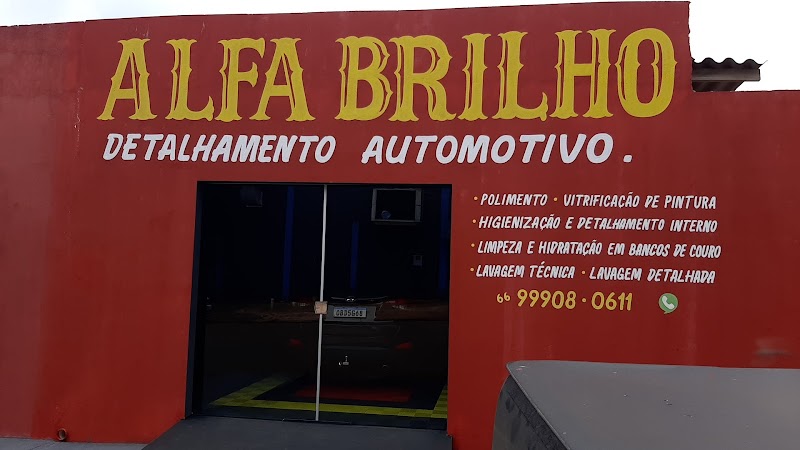 ALFA BRILHO
DETALHAMENTO AUTOMOTIVO.
• POLIMENTO • VITRIFICAÇÃO DE PINTURA
• HIGIENIZAÇÃO E DETALHAMENTO INTERNO
• LIMPEZA E HIDRATAÇÃO EM BANCOS DE COURO
• LAVAGEM TÉCNICA • LAVAGEM DETALHADA
66 99908-0611